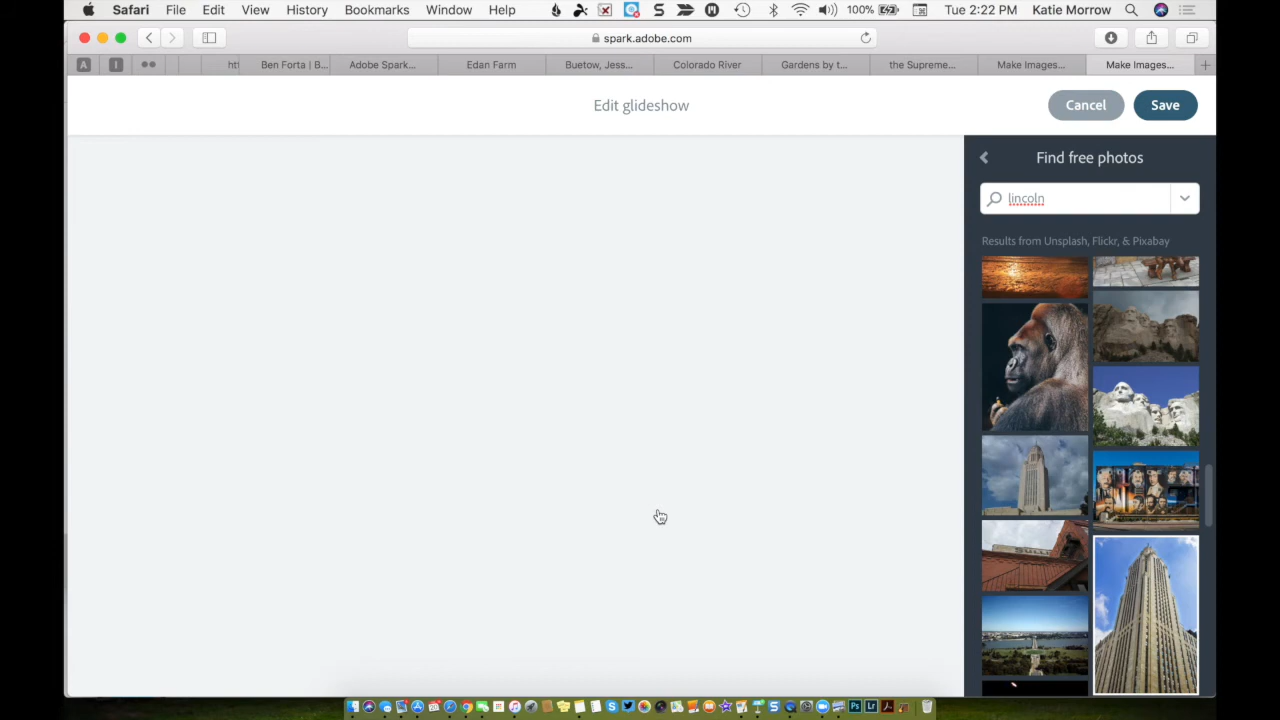 Safari File Edit View History Bookmarks Window Help 100% Tue 2:22 PM Katie Morrow
spark.adobe.com
A I htt Ben Forta | B... Adobe Spark... Edan Farm Buetow, Jess... Colorado River Gardens by t... the Supreme... Make Images... Make Images...
Edit glideshow
Cancel
Save
Find free photos
lincoln
Results from Unsplash, Flickr, & Pixabay